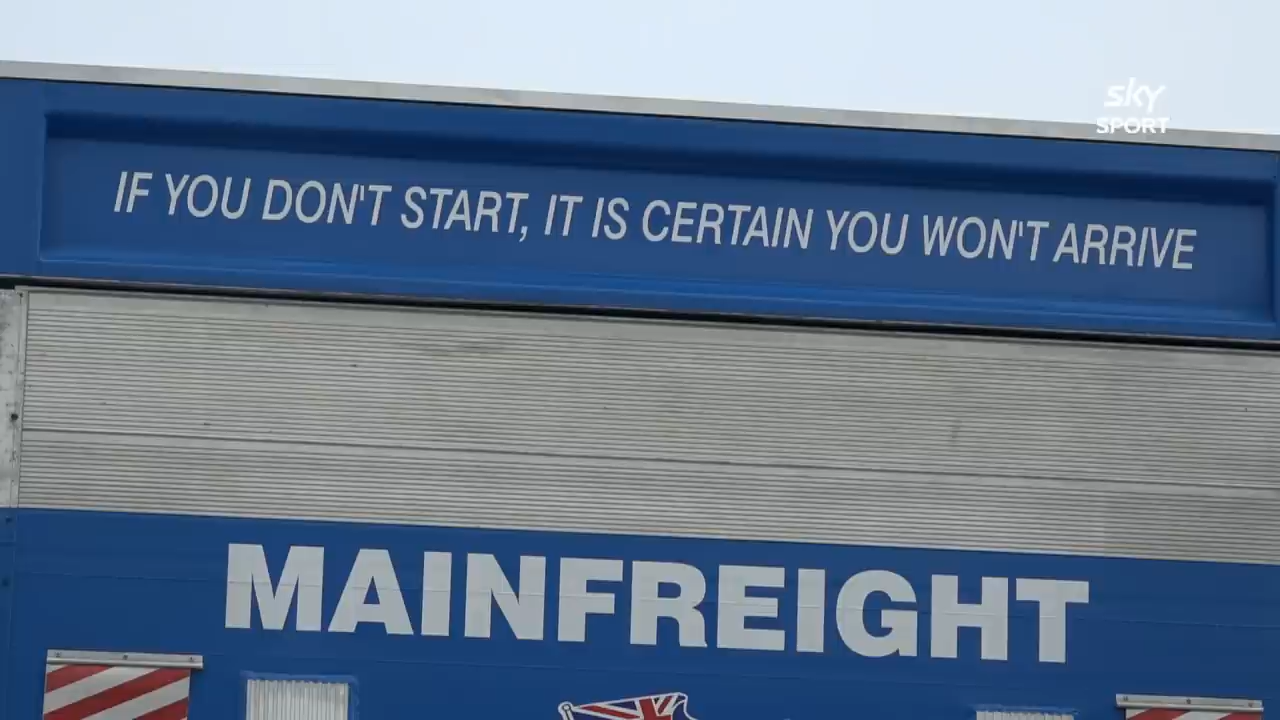 sky
SPORT
IF YOU DON'T START, IT IS CERTAIN YOU WON'T ARRIVE
MAINFREIGHT